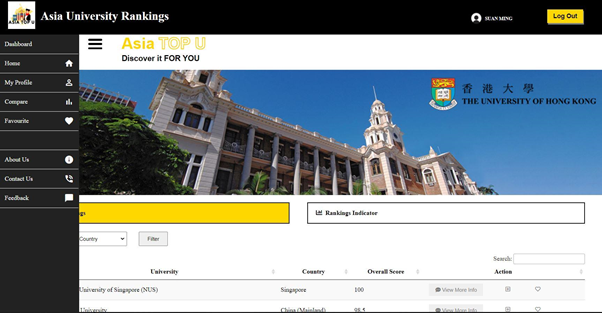 ASIA TOP U
Asia University Rankings
SUAN MING
Log Out
Dashboard
Home
My Profile
Compare
Favourite
About Us
Contact Us
Feedback
Asia TOP U
Discover it FOR YOU
香港大學
THE UNIVERSITY OF HONG KONG
Rankings Indicator
Country
Filter
Search:
University
Country
Overall Score
Action
University of Singapore (NUS)
Singapore
100
View More Info
University
China (Mainland)
98.5
View More Info